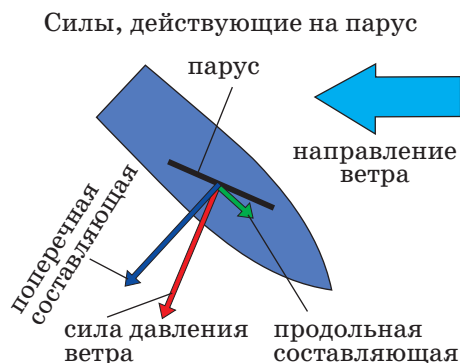 Силы, действующие на парус
парус
направление
ветра
поперечная
составляющая
сила давления
ветра
продольная
составляющая